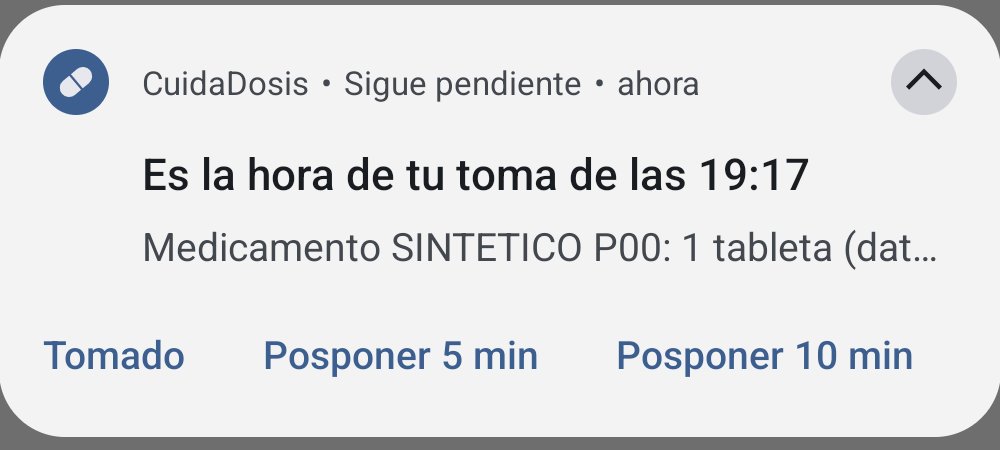 CuidaDosis • Sigue pendiente • ahora
Es la hora de tu toma de las 19:17
Medicamento SINTETICO P00: 1 tableta (dat…
Tomado Posponer 5 min Posponer 10 min